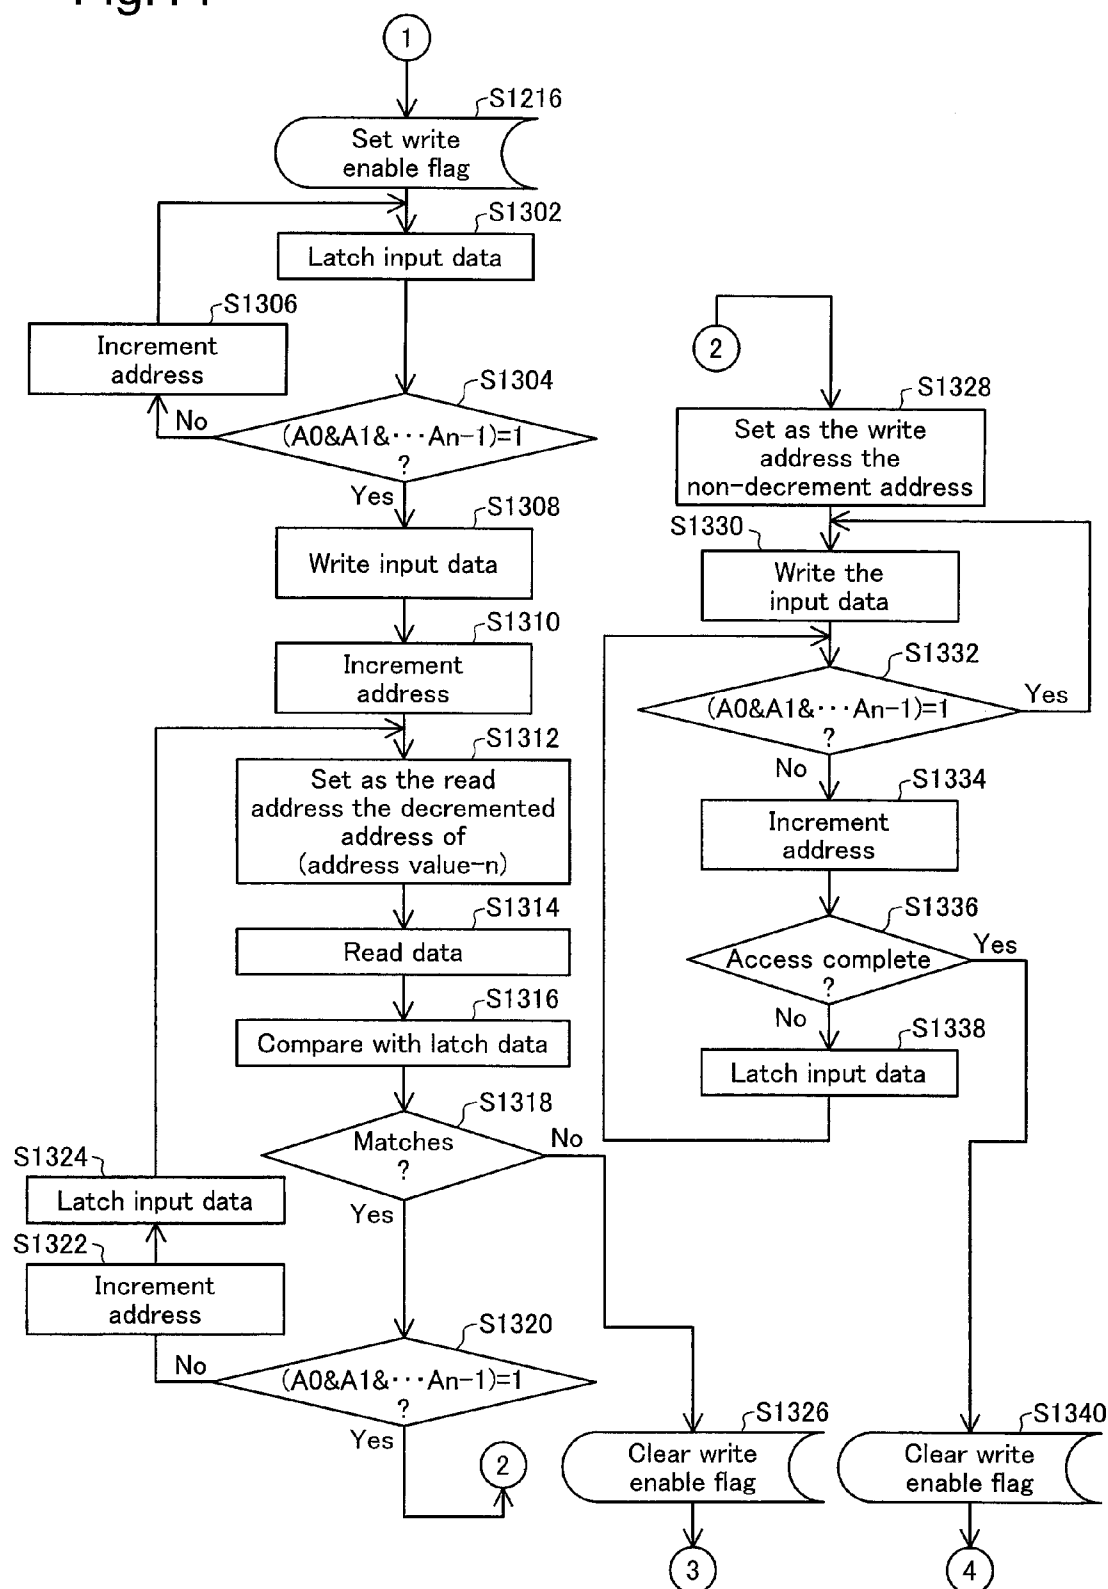 1
S1216
Set write
enable flag
S1302
Latch input data
S1306
Increment
address
S1304
No
(A0&A1&···An-1)=1
?
Yes
S1308
Write input data
S1310
Increment
address
S1312
Set as the read
address the decremented
address of
(address value-n)
S1314
Read data
S1316
Compare with latch data
S1318
Matches
?
No
Yes
S1324
Latch input data
S1322
Increment
address
S1320
No
(A0&A1&···An-1)=1
?
Yes
2
2
S1328
Set as the write
address the
non-decrement address
S1330
Write the
input data
S1332
(A0&A1&···An-1)=1
?
Yes
No
S1334
Increment
address
S1336
Access complete
?
Yes
No
S1338
Latch input data
S1326
Clear write
enable flag
3
S1340
Clear write
enable flag
4